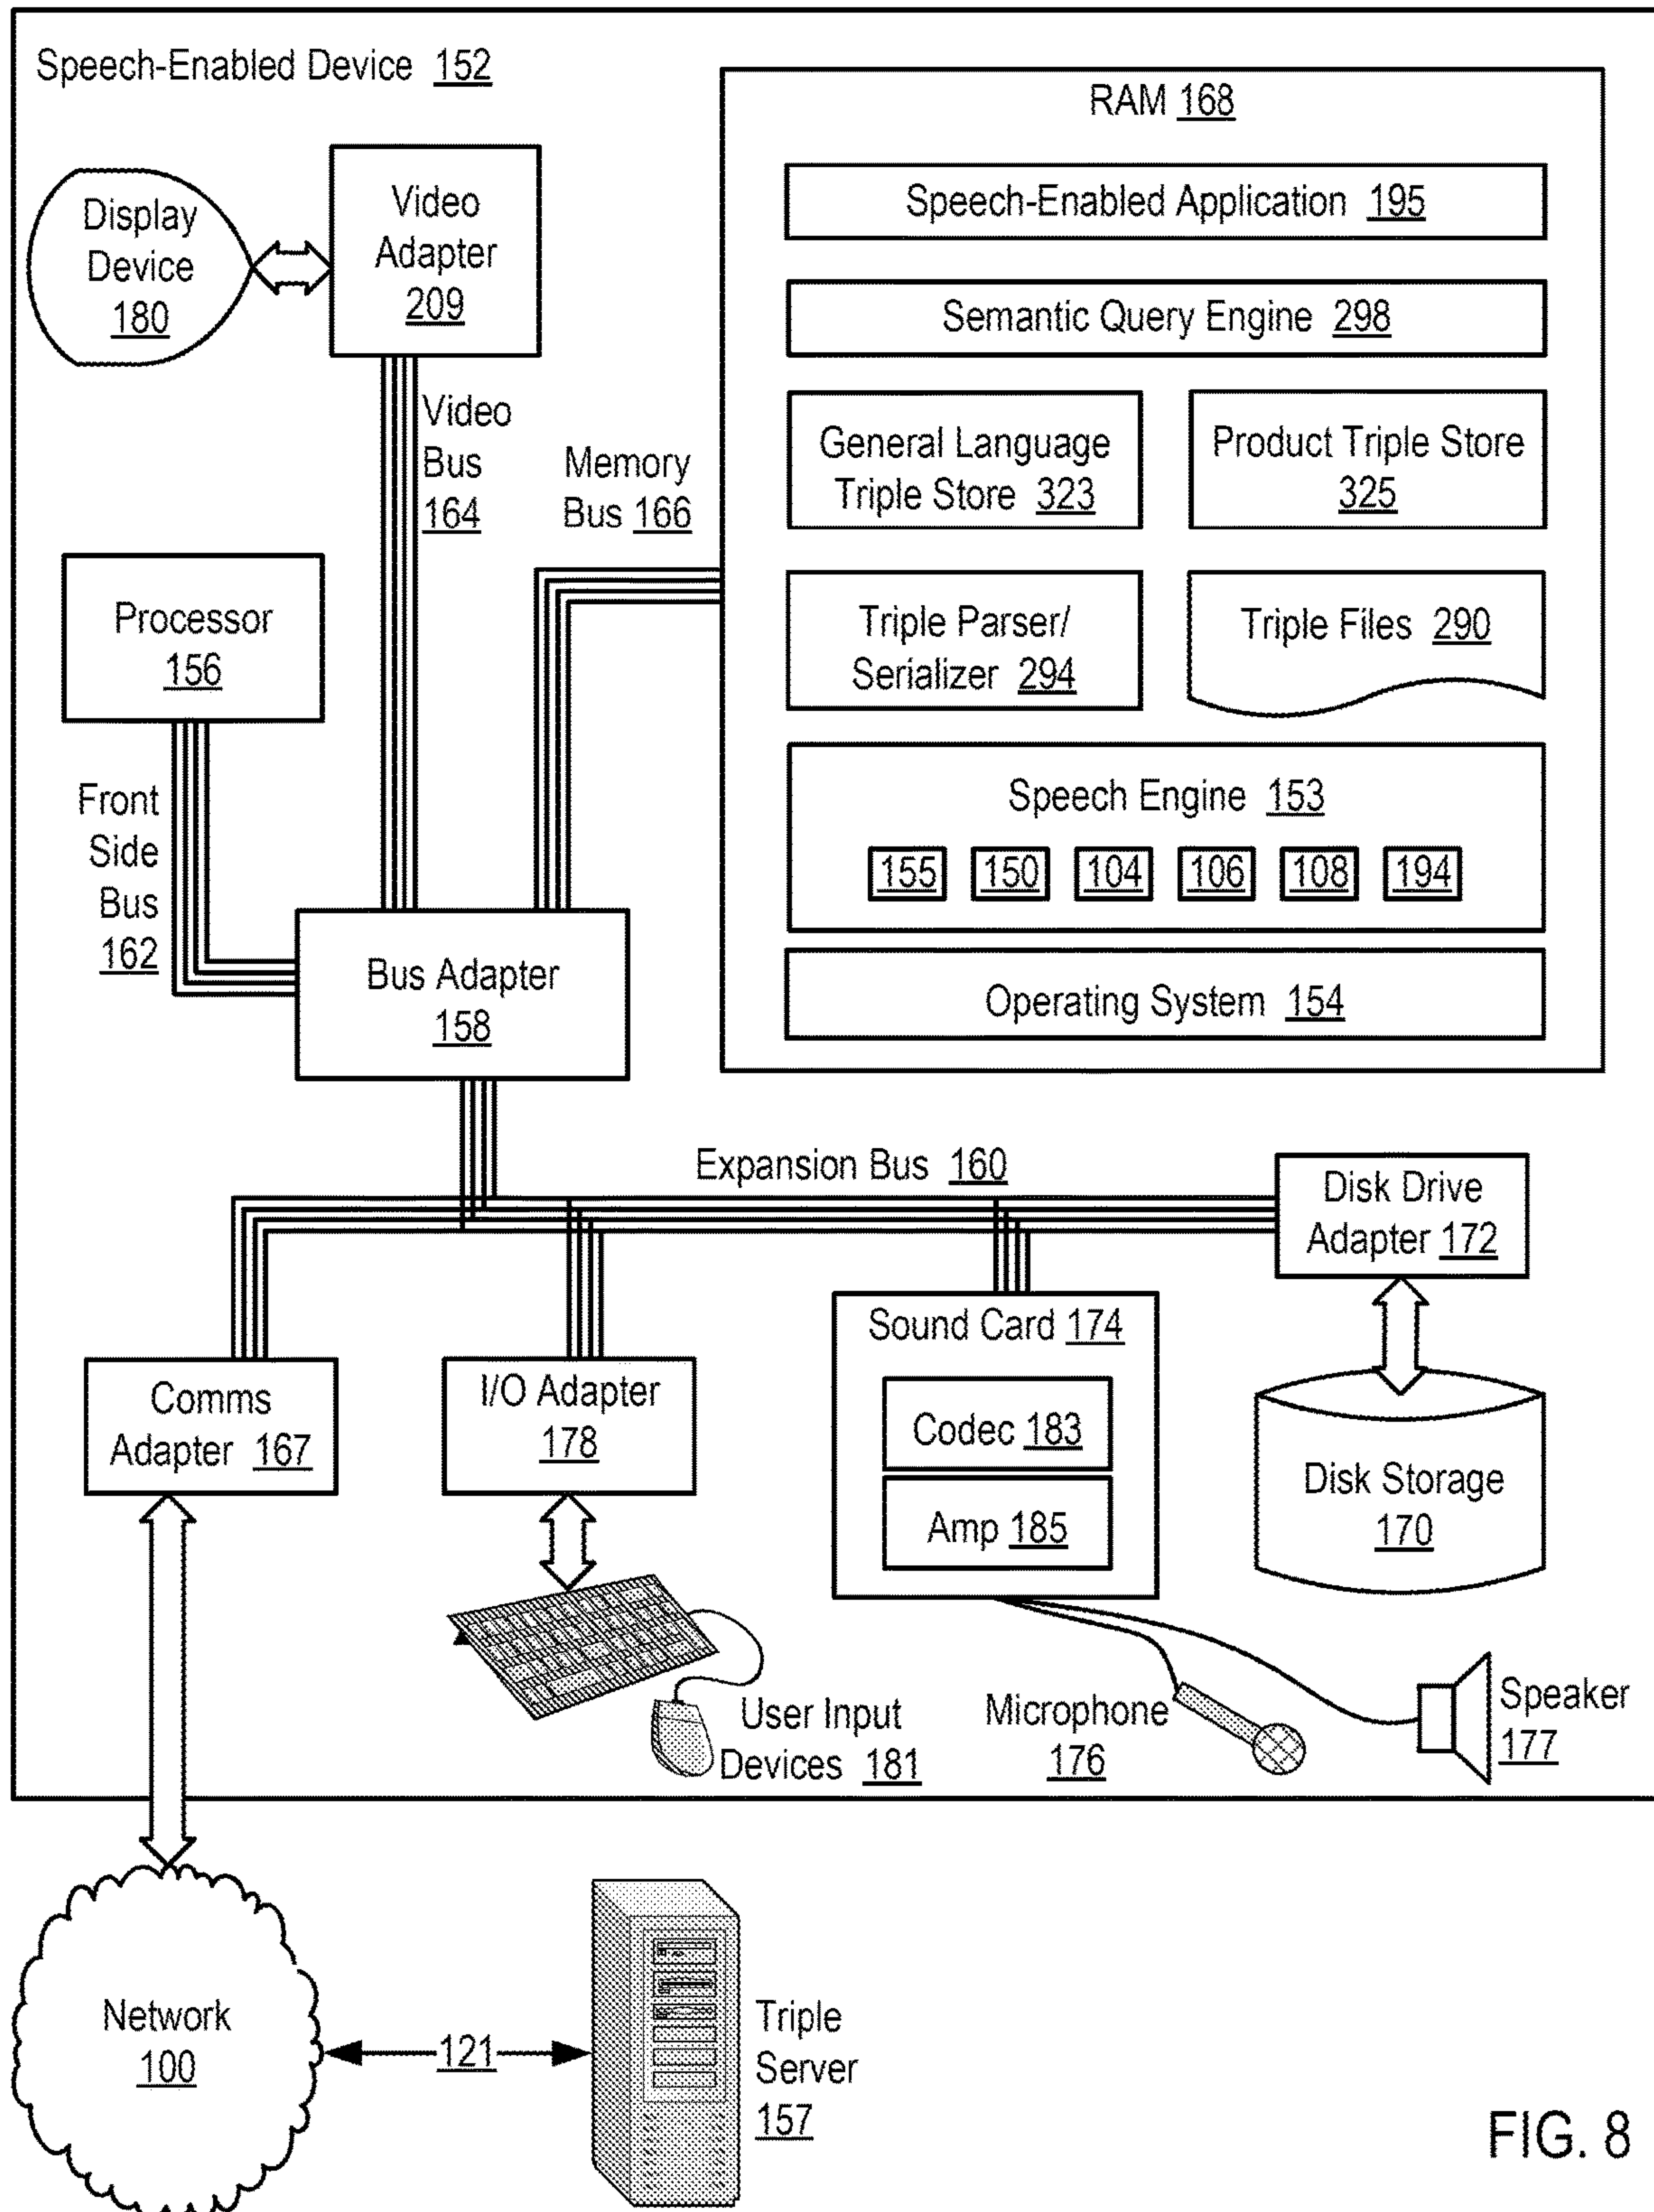 Speech-Enabled Device 152
RAM 168
Display
Device
180
Video
Adapter
209
Speech-Enabled Application 195
Semantic Query Engine 298
General Language
Triple Store 323
Product Triple Store
325
Triple Parser/
Serializer 294
Triple Files 290
Speech Engine 153
155 150 104 106 108 194
Operating System 154
Video
Bus
164
Memory
Bus 166
Processor
156
Front
Side
Bus
162
Bus Adapter
158
Expansion Bus 160
Disk Drive
Adapter 172
Comms
Adapter 167
I/O Adapter
178
Sound Card 174
Codec 183
Amp 185
Disk Storage
170
User Input
Devices 181
Microphone
176
Speaker
177
Network
100
121
Triple
Server
157
FIG. 8